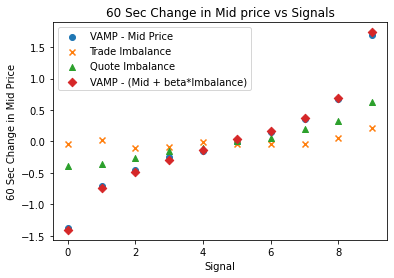 60 Sec Change in Mid price vs Signals
VAMP - Mid Price
Trade Imbalance
Quote Imbalance
VAMP - (Mid + beta*Imbalance)
60 Sec Change in Mid Price
1.5
1.0
0.5
0.0
−0.5
−1.0
−1.5
0
2
4
6
8
Signal